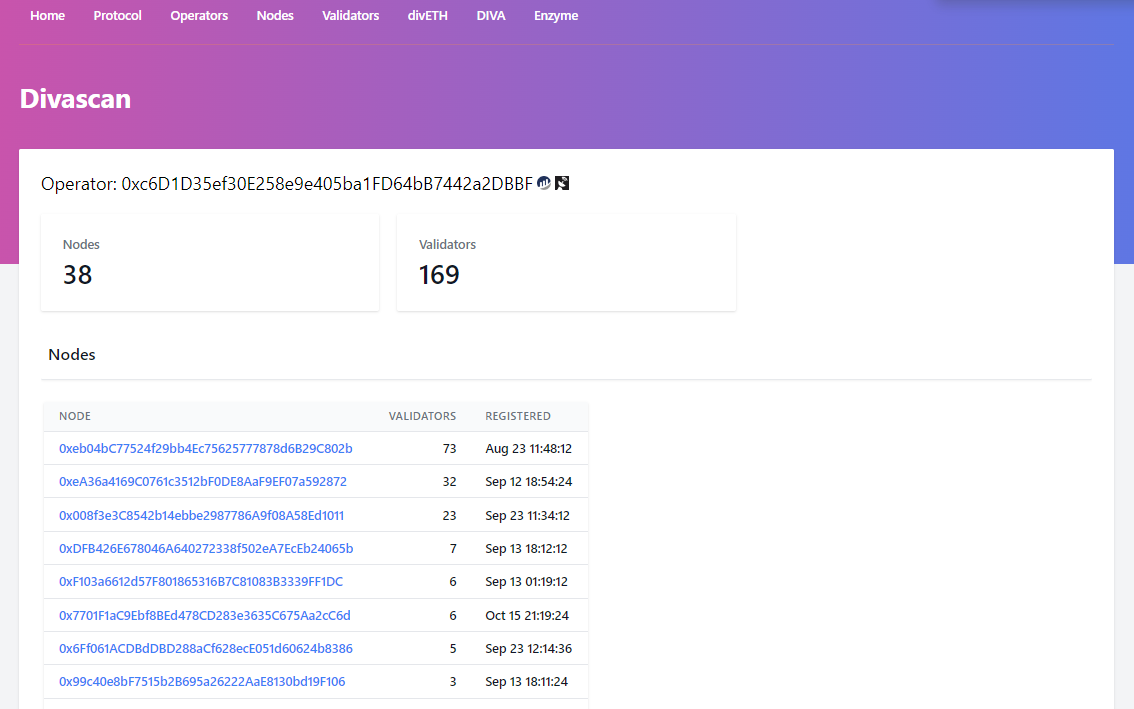 Home Protocol Operators Nodes Validators divETH DIVA Enzyme
Divascan
Operator: 0xc6D1D35ef30E258e9e405ba1FD64bB7442a2DBBF
Nodes Validators
38 169
Nodes
NODE VALIDATORS REGISTERED
0xeb04bC77524f29bb4Ec75625777878d6B29C802b 73 Aug 23 11:48:12
0xeA36a4169C0761c3512bF0DE8AaF9EF07a592872 32 Sep 12 18:54:24
0x008f3e3C8542b14ebbe2987786A9f08A58Ed1011 23 Sep 23 11:34:12
0xDFB426E678046A640272338f502eA7EcEb24065b 7 Sep 13 18:12:12
0xF103a6612d57F801865316B7C81083B3339FF1DC 6 Sep 13 01:19:12
0x7701F1aC9Ebf8BEd478CD283e3635C675Aa2cC6d 6 Oct 15 21:19:24
0x6Ff061ACDBdDBD288aCf628ecE051d60624b8386 5 Sep 23 12:14:36
0x99c40e8bF7515b2B695a26222AaE8130bd19F106 3 Sep 13 18:11:24